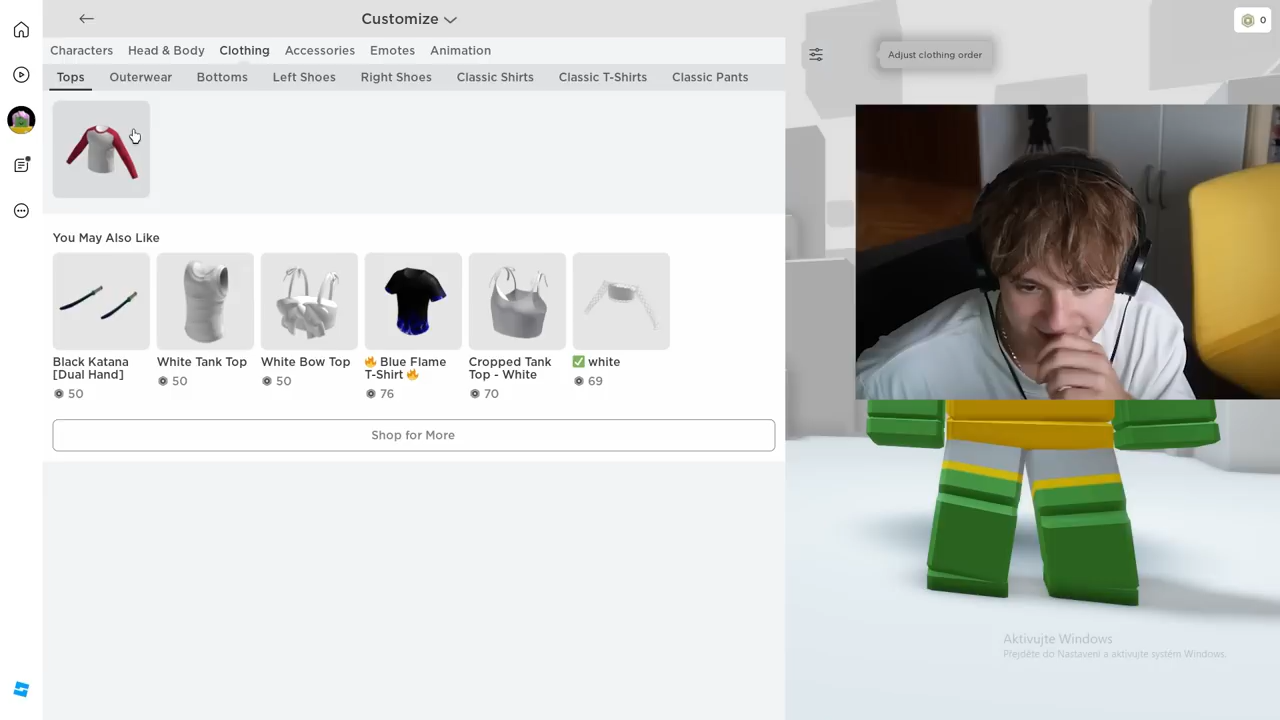 Customize
0
Characters Head & Body Clothing Accessories Emotes Animation
Adjust clothing order
Tops Outerwear Bottoms Left Shoes Right Shoes Classic Shirts Classic T-Shirts Classic Pants
You May Also Like
Black Katana
[Dual Hand]
50
White Tank Top
50
White Bow Top
50
🔥 Blue Flame
T-Shirt 🔥
76
Cropped Tank
Top - White
70
✅ white
69
Shop for More
Aktivujte Windows
Přejděte do Nastavení a aktivujte systém Windows.